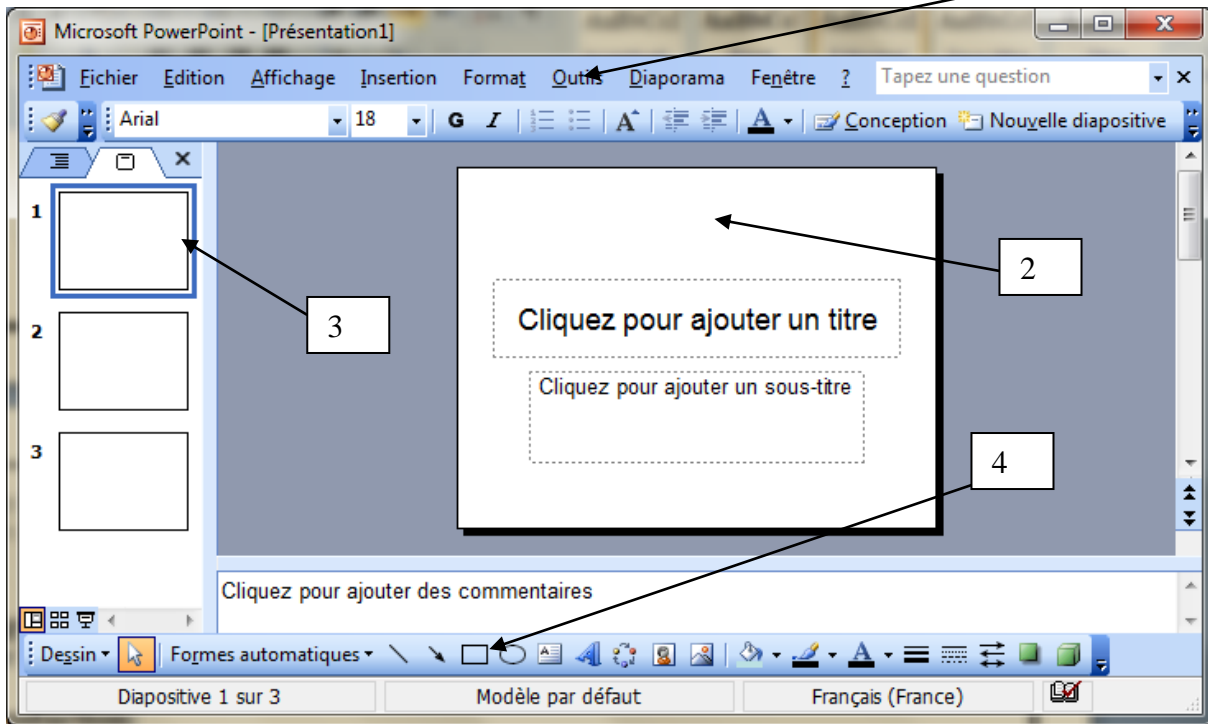 Microsoft PowerPoint - [Présentation1]
Fichier Edition Affichage Insertion Format Outils Diaporama Fenêtre ? Tapez une question
Arial 18 G I A A Conception Nouvelle diapositive
1
2
3
Cliquez pour ajouter un titre
Cliquez pour ajouter un sous-titre
2
3
4
Cliquez pour ajouter des commentaires
Dessin Formes automatiques A A
Diapositive 1 sur 3 Modèle par défaut Français (France)